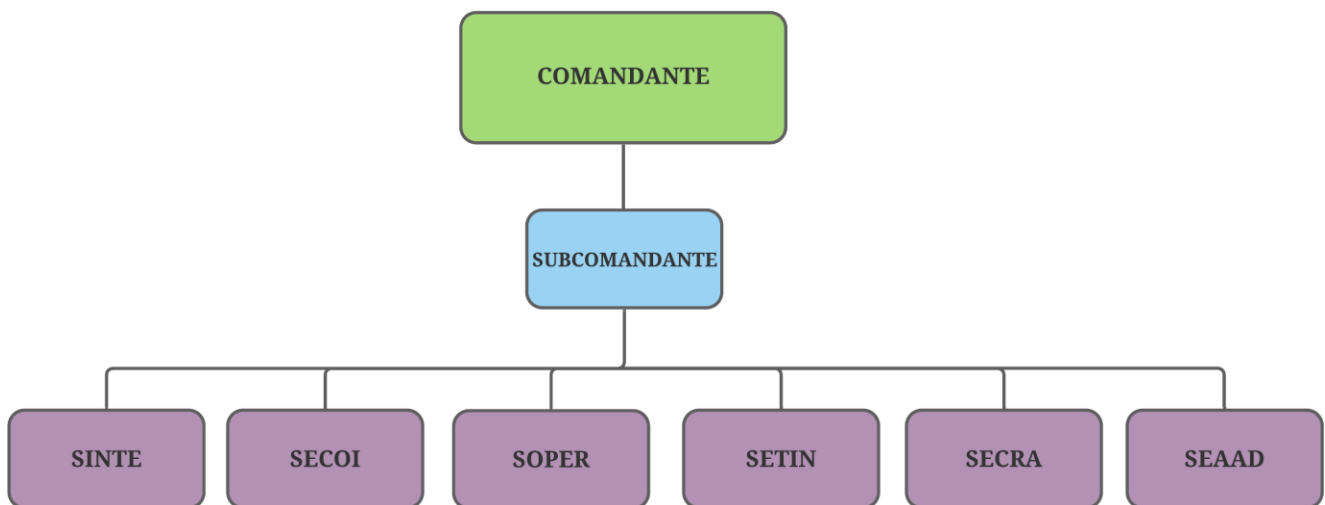 COMANDANTE
SUBCOMANDANTE
SINTE
SECOI
SOPER
SETIN
SECRA
SEAAD